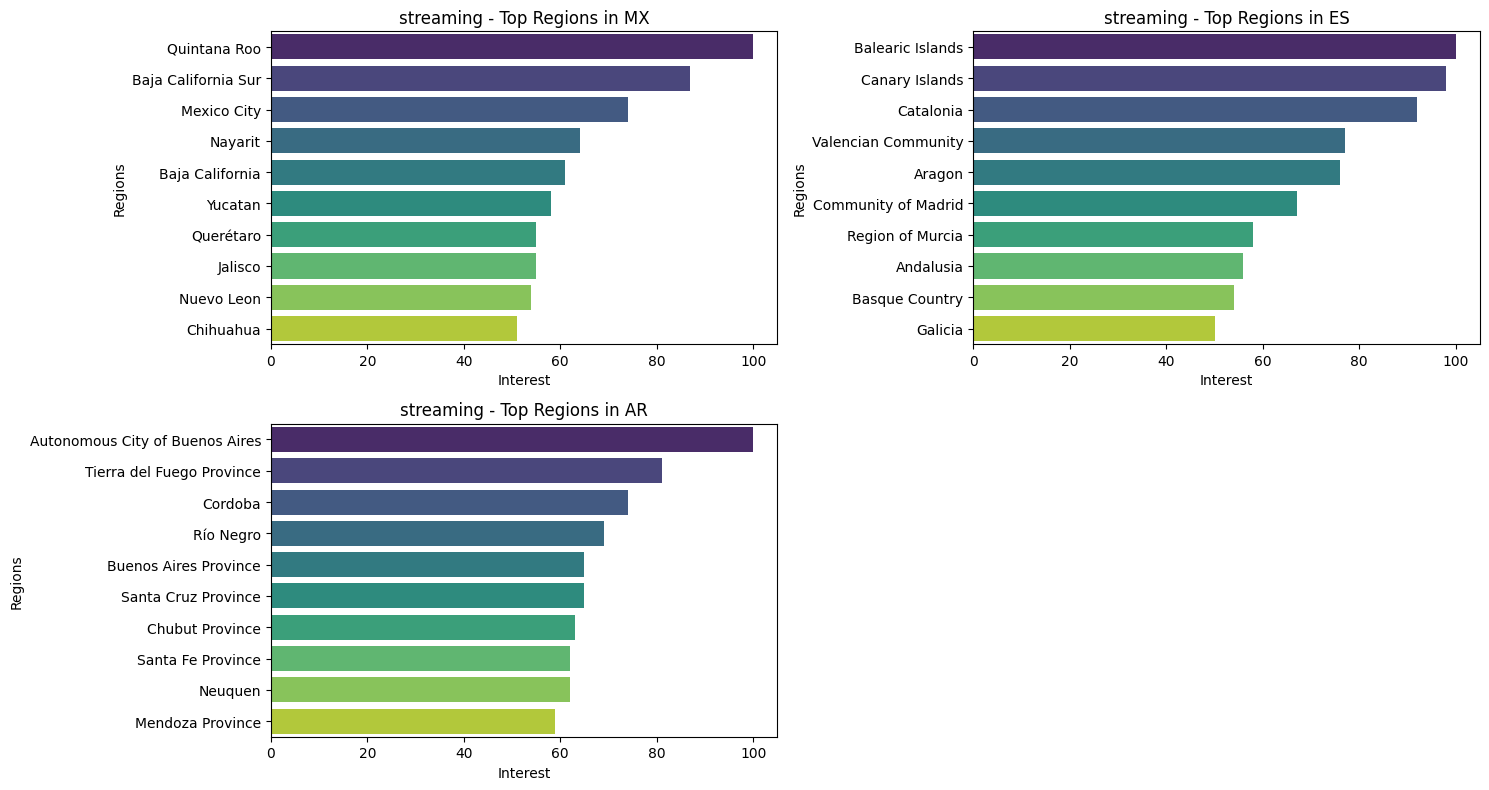 streaming - Top Regions in MX
Regions
Quintana Roo
Baja California Sur
Mexico City
Nayarit
Baja California
Yucatan
Querétaro
Jalisco
Nuevo Leon
Chihuahua
0 20 40 60 80 100
Interest
streaming - Top Regions in ES
Regions
Balearic Islands
Canary Islands
Catalonia
Valencian Community
Aragon
Community of Madrid
Region of Murcia
Andalusia
Basque Country
Galicia
0 20 40 60 80 100
Interest
streaming - Top Regions in AR
Regions
Autonomous City of Buenos Aires
Tierra del Fuego Province
Cordoba
Río Negro
Buenos Aires Province
Santa Cruz Province
Chubut Province
Santa Fe Province
Neuquen
Mendoza Province
0 20 40 60 80 100
Interest